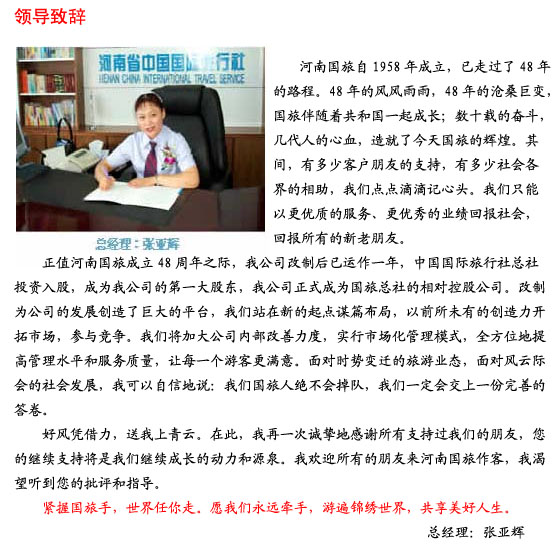 领导致辞
河南省中国国际旅行社
HENAN CHINA INTERNATIONAL TRAVEL SERVICE
总经理:张亚辉
河南国旅自1958年成立，已走过了48年
的路程。48年的风风雨雨，48年的沧桑巨变，
国旅伴随着共和国一起成长；数十载的奋斗，
几代人的心血，造就了今天国旅的辉煌。其
间，有多少客户朋友的支持，有多少社会各
界的相助，我们点点滴滴记心头。我们只能
以更优质的服务、更优秀的业绩回报社会，
回报所有的新老朋友。
正值河南国旅成立48周年之际，我公司改制后已运作一年，中国国际旅行社总社
投资入股，成为我公司的第一大股东，我公司正式成为国旅总社的相对控股公司。改制
为公司的发展创造了巨大的平台，我们站在新的起点谋篇布局，以前所未有的创造力开
拓市场，参与竞争。我们将加大公司内部改善力度，实行市场化管理模式，全方位地提
高管理水平和服务质量，让每一个游客更满意。面对时势变迁的旅游业态，面对风云际
会的社会发展，我可以自信地说：我们国旅人绝不会掉队，我们一定会交上一份完善的
答卷。
好风凭借力，送我上青云。在此，我再一次诚挚地感谢所有支持过我们的朋友，您
的继续支持将是我们继续成长的动力和源泉。我欢迎所有的朋友来河南国旅作客，我渴
望听到您的批评和指导。
紧握国旅手，世界任你走。愿我们永远牵手，游遍锦绣世界，共享美好人生。
总经理：张亚辉